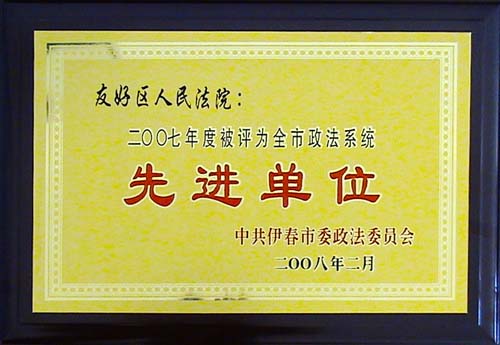 友好区人民法院：
二〇〇七年度被评为全市政法系统
先进单位
中共伊春市委政法委员会
二〇〇八年二月